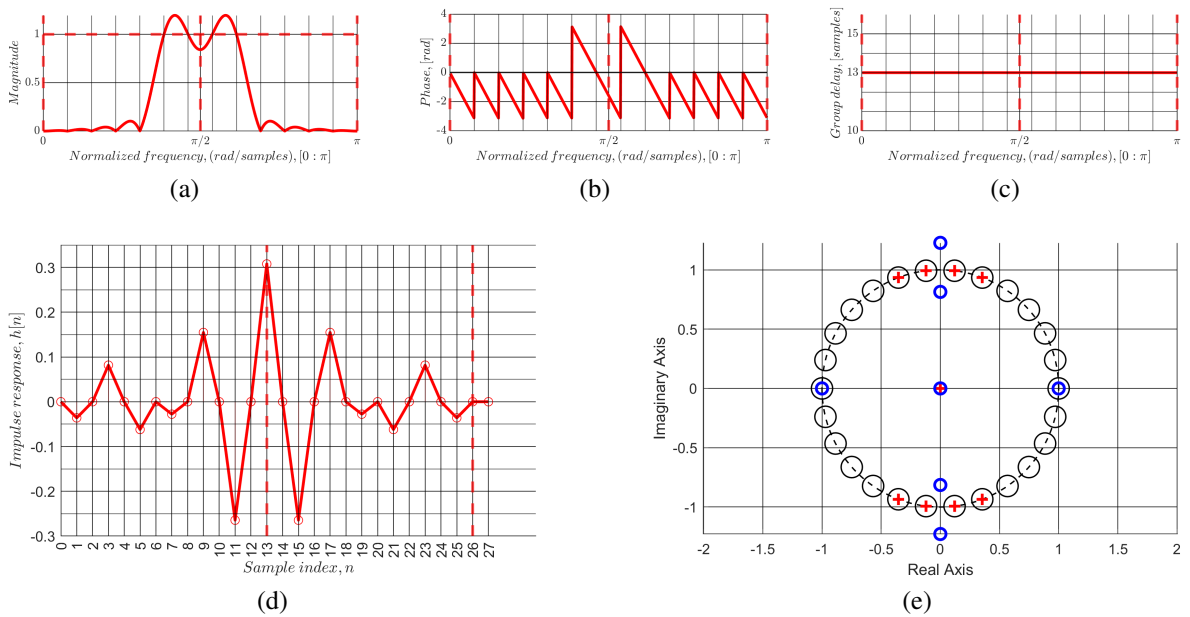 Magnitude
1
0.5
0
0 π/2 π
Normalized frequency, (rad/samples), [0 : π]
(a)
Phase, [rad]
4
2
0
-2
-4
0 π/2 π
Normalized frequency, (rad/samples), [0 : π]
(b)
Group delay, [samples]
15
13
10
0 π/2 π
Normalized frequency, (rad/samples), [0 : π]
(c)
Impulse response, h[n]
0.3
0.2
0.1
0
-0.1
-0.2
-0.3
0 1 2 3 4 5 6 7 8 9 10 11 12 13 14 15 16 17 18 19 20 21 22 23 24 25 26 27
Sample index, n
(d)
Imaginary Axis
1
0.5
0
-0.5
-1
-2 -1.5 -1 -0.5 0 0.5 1 1.5 2
Real Axis
(e)